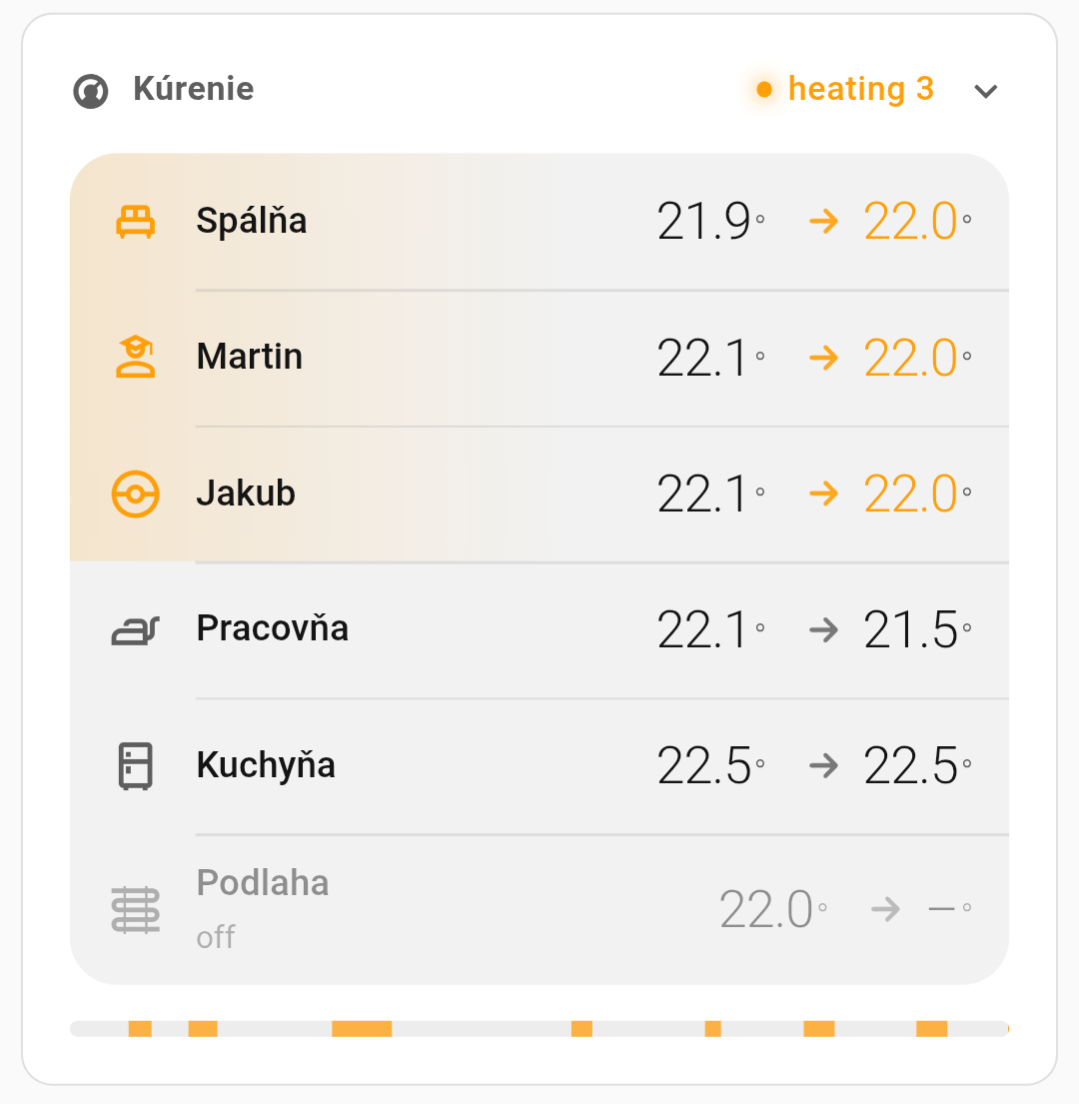 Kúrenie heating 3
Spálňa 21.9° → 22.0°
Martin 22.1° → 22.0°
Jakub 22.1° → 22.0°
Pracovňa 22.1° → 21.5°
Kuchyňa 22.5° → 22.5°
Podlaha 22.0° → –°
off